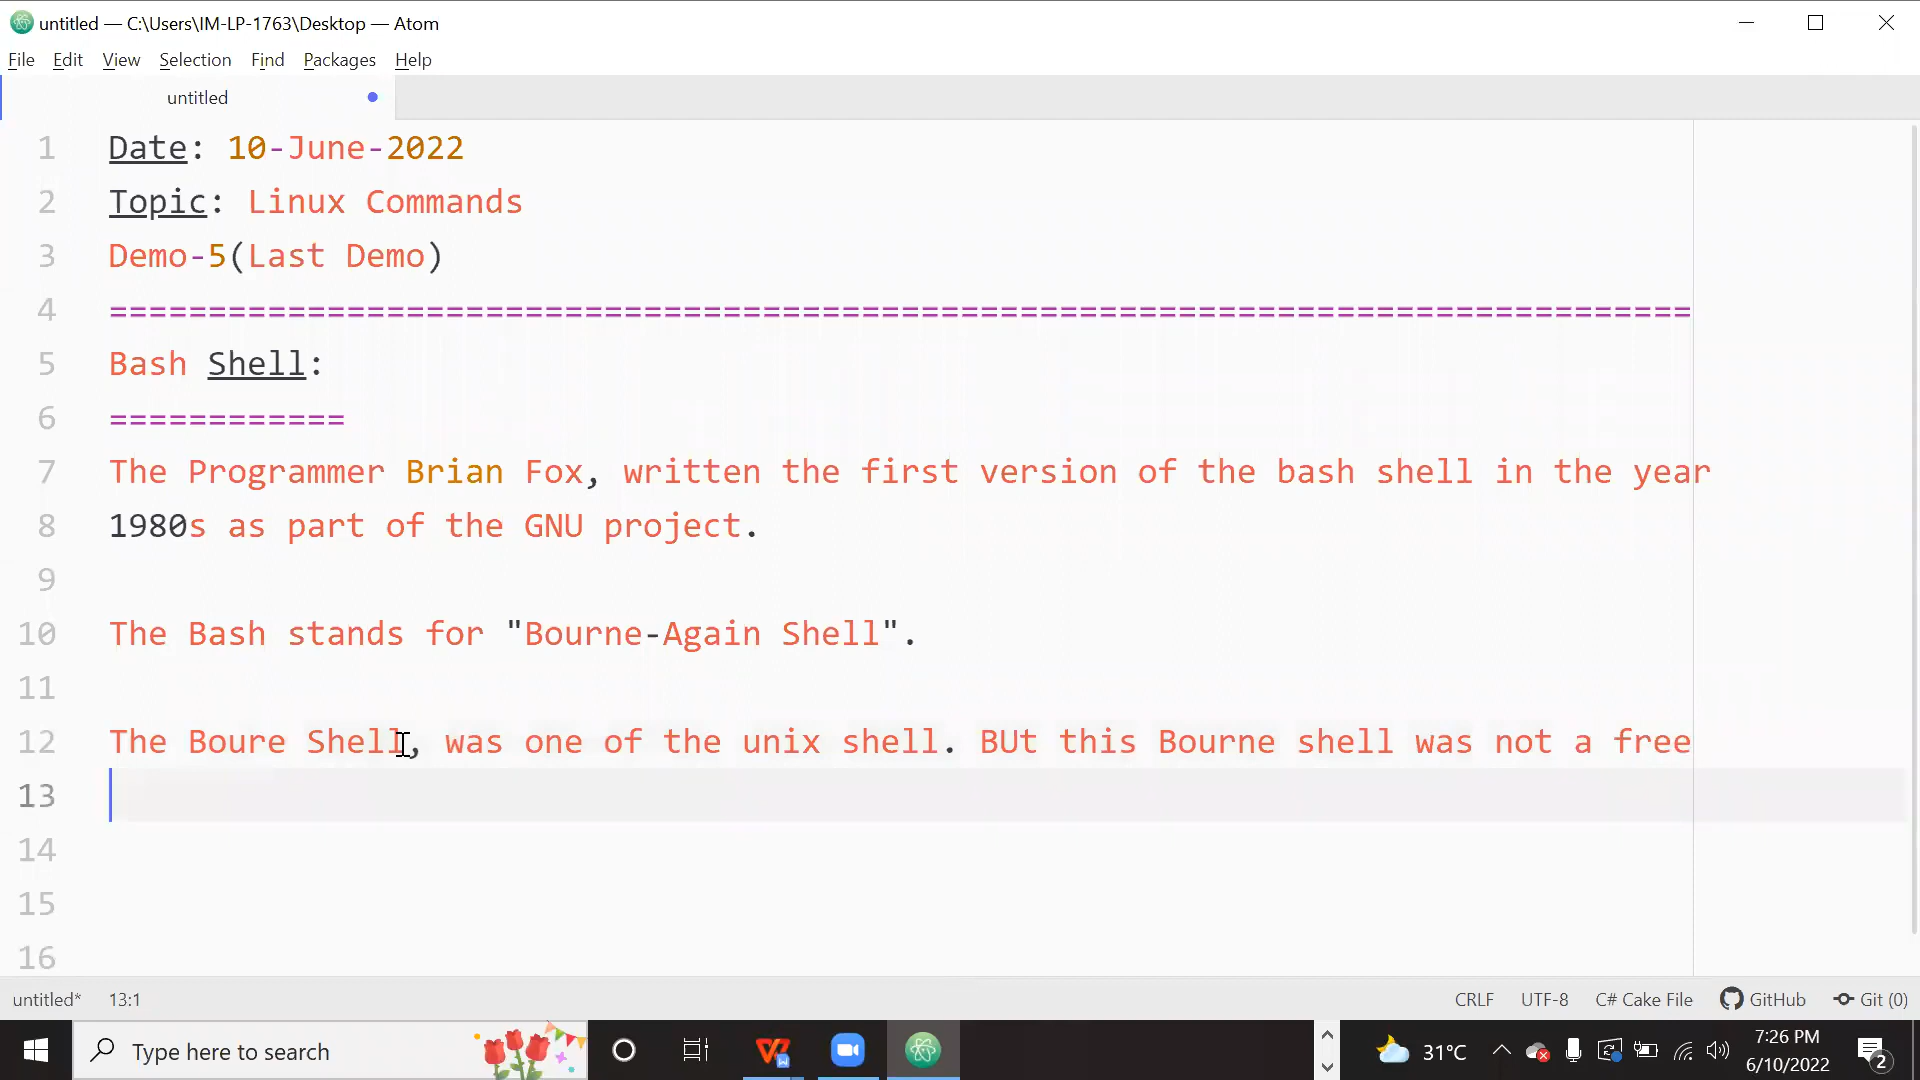 untitled — C:\Users\IM-LP-1763\Desktop — Atom
File Edit View Selection Find Packages Help
untitled
1 Date: 10-June-2022
2 Topic: Linux Commands
3 Demo-5(Last Demo)
4 ================================================================================
5 Bash Shell:
6 ============
7 The Programmer Brian Fox, written the first version of the bash shell in the year
8 1980s as part of the GNU project.
9
10 The Bash stands for "Bourne-Again Shell".
11
12 The Boure Shell, was one of the unix shell. BUt this Bourne shell was not a free
13
14
15
16
untitled* 13:1 CRLF UTF-8 C# Cake File GitHub Git (0)
Type here to search 31°C 7:26 PM
6/10/2022 2